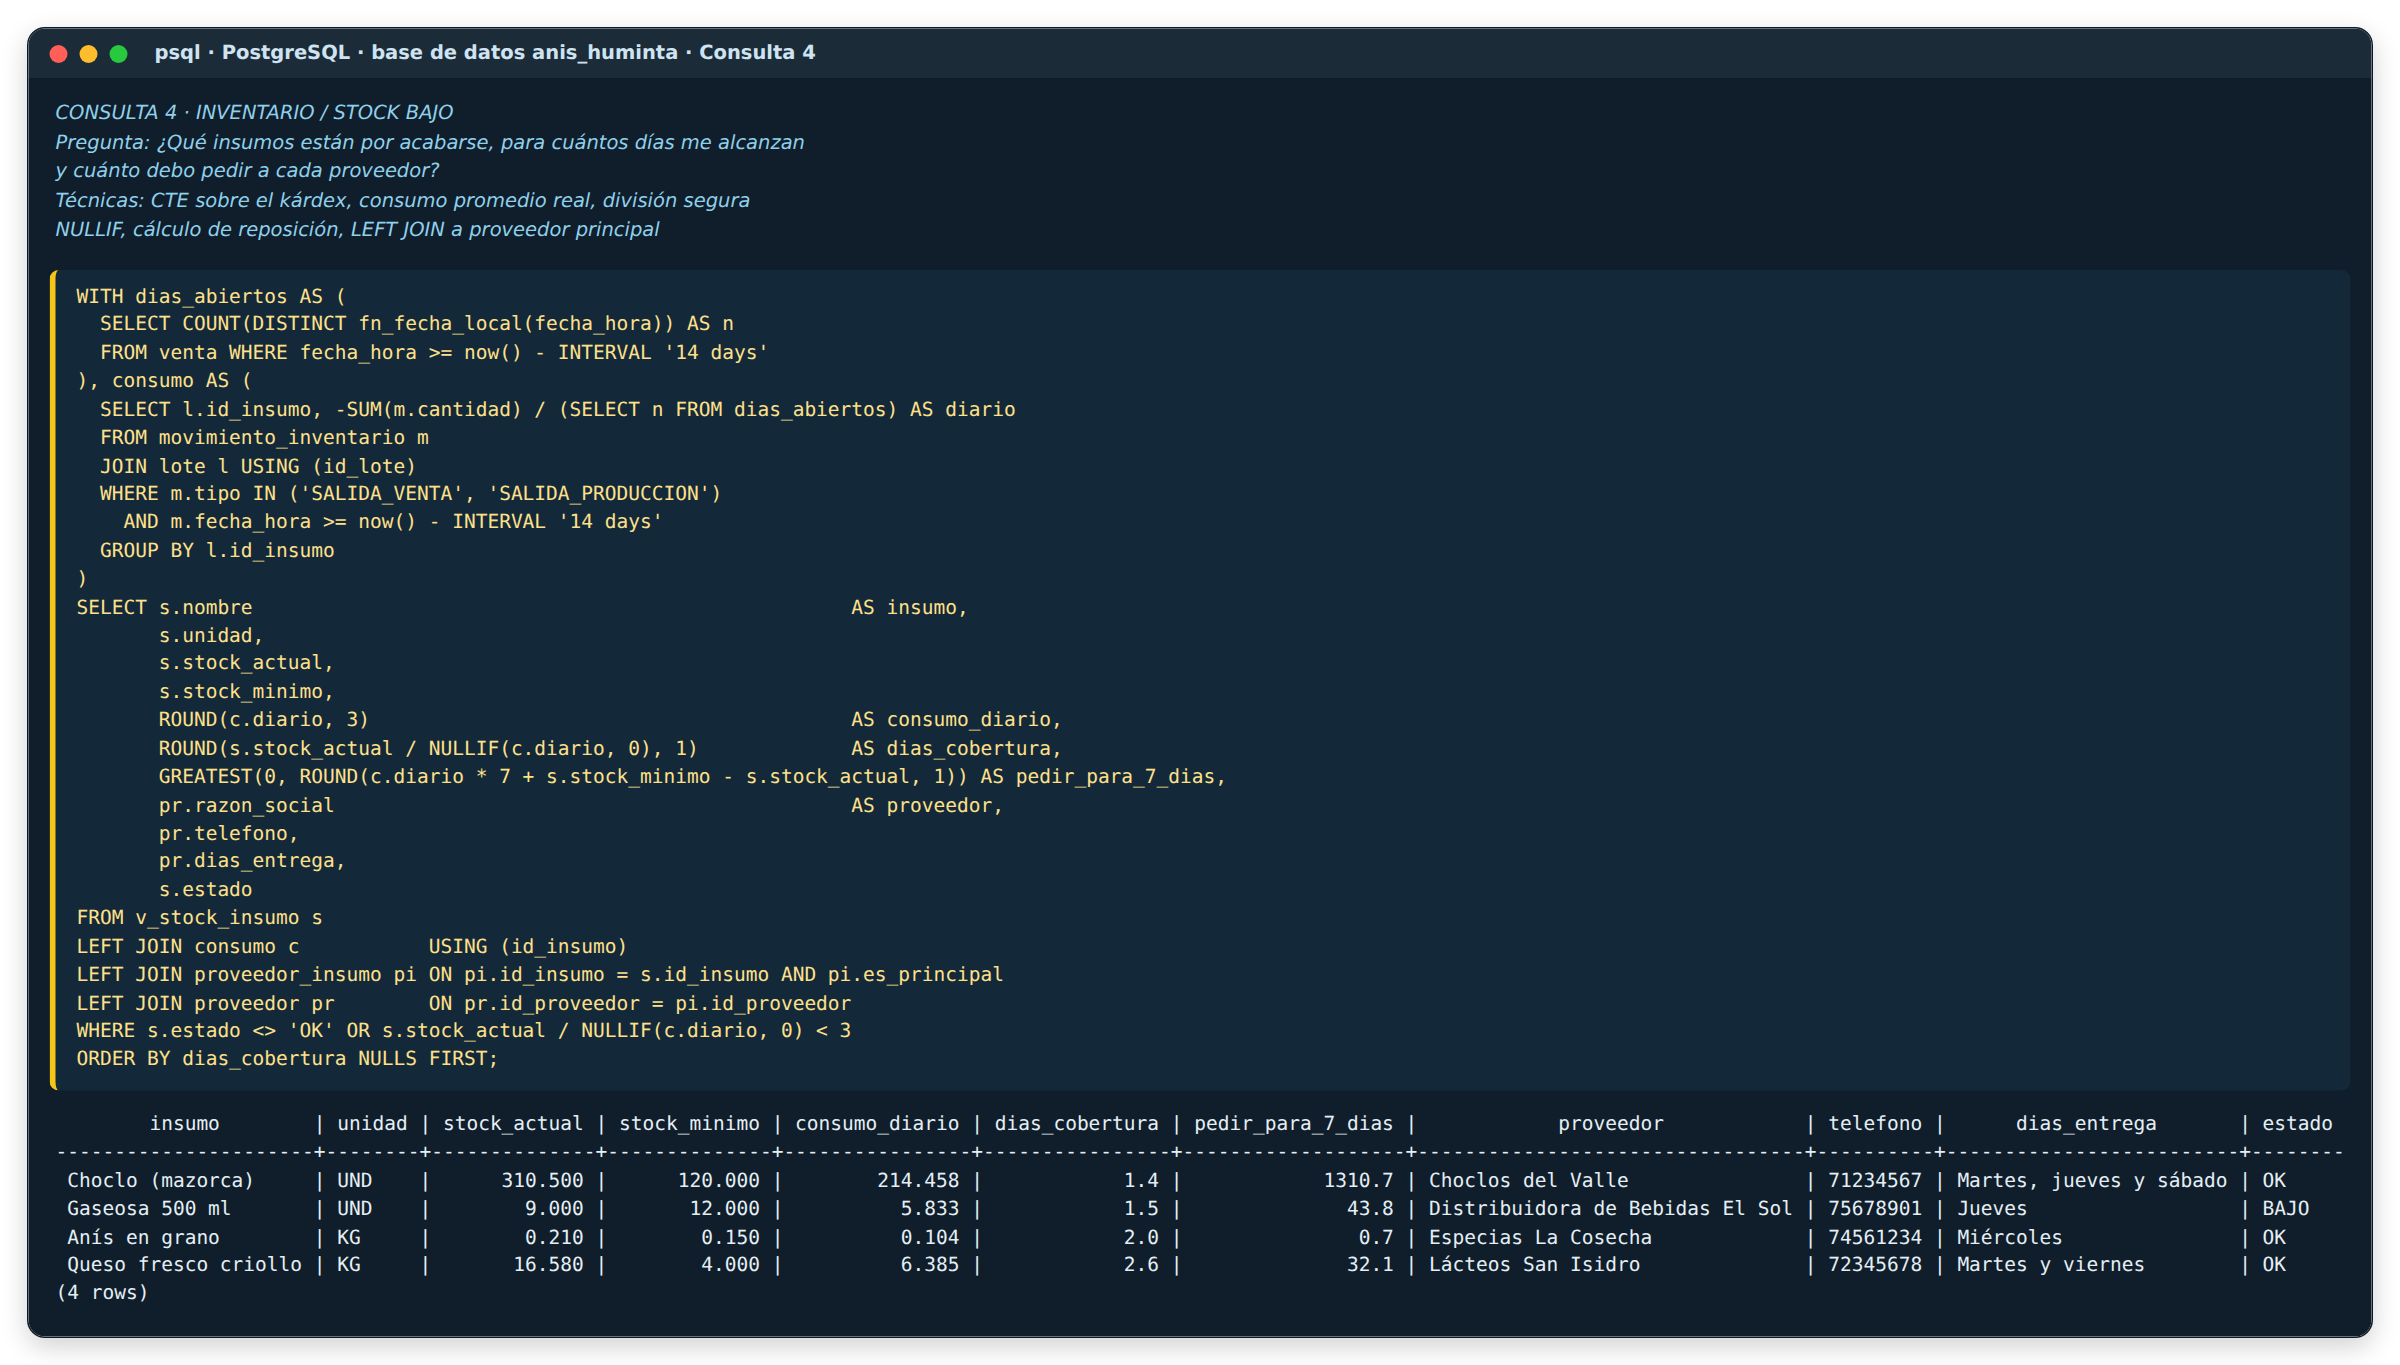 psql · PostgreSQL · base de datos anis_huminta · Consulta 4
CONSULTA 4 · INVENTARIO / STOCK BAJO
Pregunta: ¿Qué insumos están por acabarse, para cuántos días me alcanzan
y cuánto debo pedir a cada proveedor?
Técnicas: CTE sobre el kárdex, consumo promedio real, división segura
NULLIF, cálculo de reposición, LEFT JOIN a proveedor principal
WITH dias_abiertos AS (
  SELECT COUNT(DISTINCT fn_fecha_local(fecha_hora)) AS n
  FROM venta WHERE fecha_hora >= now() - INTERVAL '14 days'
), consumo AS (
  SELECT l.id_insumo, -SUM(m.cantidad) / (SELECT n FROM dias_abiertos) AS diario
  FROM movimiento_inventario m
  JOIN lote l USING (id_lote)
  WHERE m.tipo IN ('SALIDA_VENTA', 'SALIDA_PRODUCCION')
    AND m.fecha_hora >= now() - INTERVAL '14 days'
  GROUP BY l.id_insumo
)
SELECT s.nombre                                                   AS insumo,
       s.unidad,
       s.stock_actual,
       s.stock_minimo,
       ROUND(c.diario, 3)                                         AS consumo_diario,
       ROUND(s.stock_actual / NULLIF(c.diario, 0), 1)             AS dias_cobertura,
       GREATEST(0, ROUND(c.diario * 7 + s.stock_minimo - s.stock_actual, 1)) AS pedir_para_7_dias,
       pr.razon_social                                            AS proveedor,
       pr.telefono,
       pr.dias_entrega,
       s.estado
FROM v_stock_insumo s
LEFT JOIN consumo c           USING (id_insumo)
LEFT JOIN proveedor_insumo pi ON pi.id_insumo = s.id_insumo AND pi.es_principal
LEFT JOIN proveedor pr        ON pr.id_proveedor = pi.id_proveedor
WHERE s.estado <> 'OK' OR s.stock_actual / NULLIF(c.diario, 0) < 3
ORDER BY dias_cobertura NULLS FIRST;
        insumo        | unidad | stock_actual | stock_minimo | consumo_diario | dias_cobertura | pedir_para_7_dias |            proveedor            | telefono |      dias_entrega       | estado
----------------------+--------+--------------+--------------+----------------+----------------+-------------------+---------------------------------+----------+-------------------------+--------
 Choclo (mazorca)     | UND    |      310.500 |      120.000 |        214.458 |            1.4 |            1310.7 | Choclos del Valle               | 71234567 | Martes, jueves y sábado | OK
 Gaseosa 500 ml       | UND    |        9.000 |       12.000 |          5.833 |            1.5 |              43.8 | Distribuidora de Bebidas El Sol | 75678901 | Jueves                  | BAJO
 Anís en grano        | KG     |        0.210 |        0.150 |          0.104 |            2.0 |               0.7 | Especias La Cosecha             | 74561234 | Miércoles               | OK
 Queso fresco criollo | KG     |       16.580 |        4.000 |          6.385 |            2.6 |              32.1 | Lácteos San Isidro              | 72345678 | Martes y viernes        | OK
(4 rows)